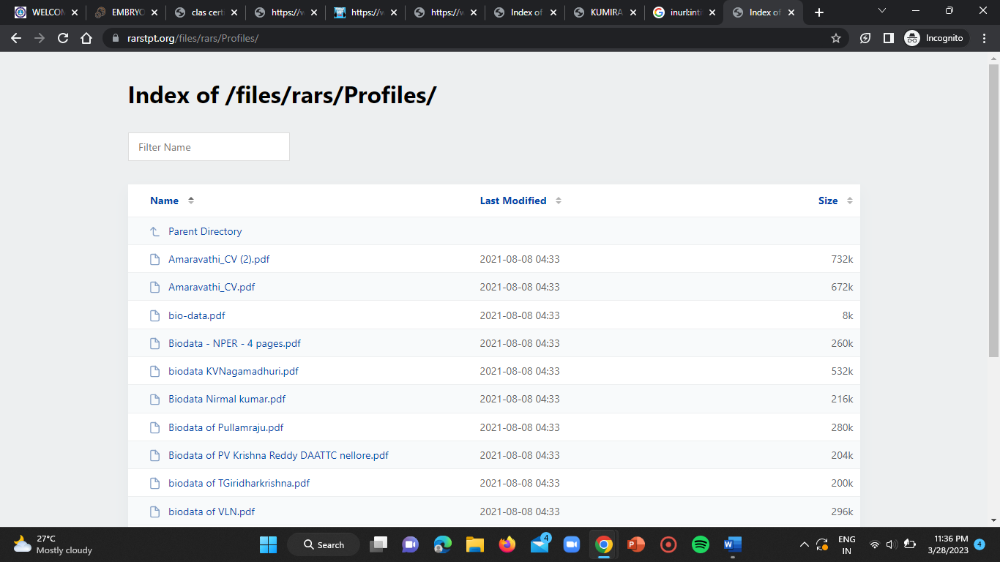 WELCOM
EMBRYO
clas certi
https://w
https://w
https://w
Index of
KUMIRA
inurl:inti
Index of
rarstpt.org/files/rars/Profiles/
Incognito
Index of /files/rars/Profiles/
Filter Name
Name Last Modified Size
Parent Directory
Amaravathi_CV (2).pdf 2021-08-08 04:33 732k
Amaravathi_CV.pdf 2021-08-08 04:33 672k
bio-data.pdf 2021-08-08 04:33 8k
Biodata - NPER - 4 pages.pdf 2021-08-08 04:33 260k
biodata KVNagamadhuri.pdf 2021-08-08 04:33 532k
Biodata Nirmal kumar.pdf 2021-08-08 04:33 216k
Biodata of Pullamraju.pdf 2021-08-08 04:33 280k
Biodata of PV Krishna Reddy DAATTC nellore.pdf 2021-08-08 04:33 204k
biodata of TGiridharkrishna.pdf 2021-08-08 04:33 200k
biodata of VLN.pdf 2021-08-08 04:33 296k
27°C
Mostly cloudy
Search
4
ENG
IN
11:36 PM
3/28/2023
4